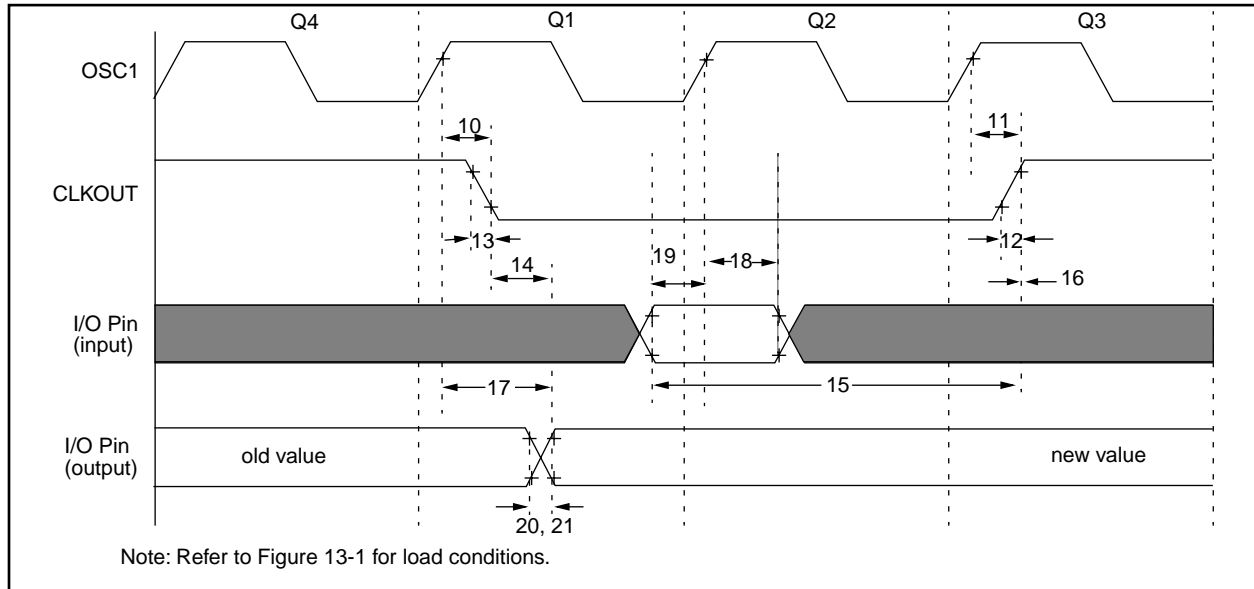 Q4 Q1 Q2 Q3
OSC1
10 11
CLKOUT
13 12
14 19 18 16
I/O Pin
(input)
17 15
I/O Pin
(output)
old value new value
20, 21
Note: Refer to Figure 13-1 for load conditions.